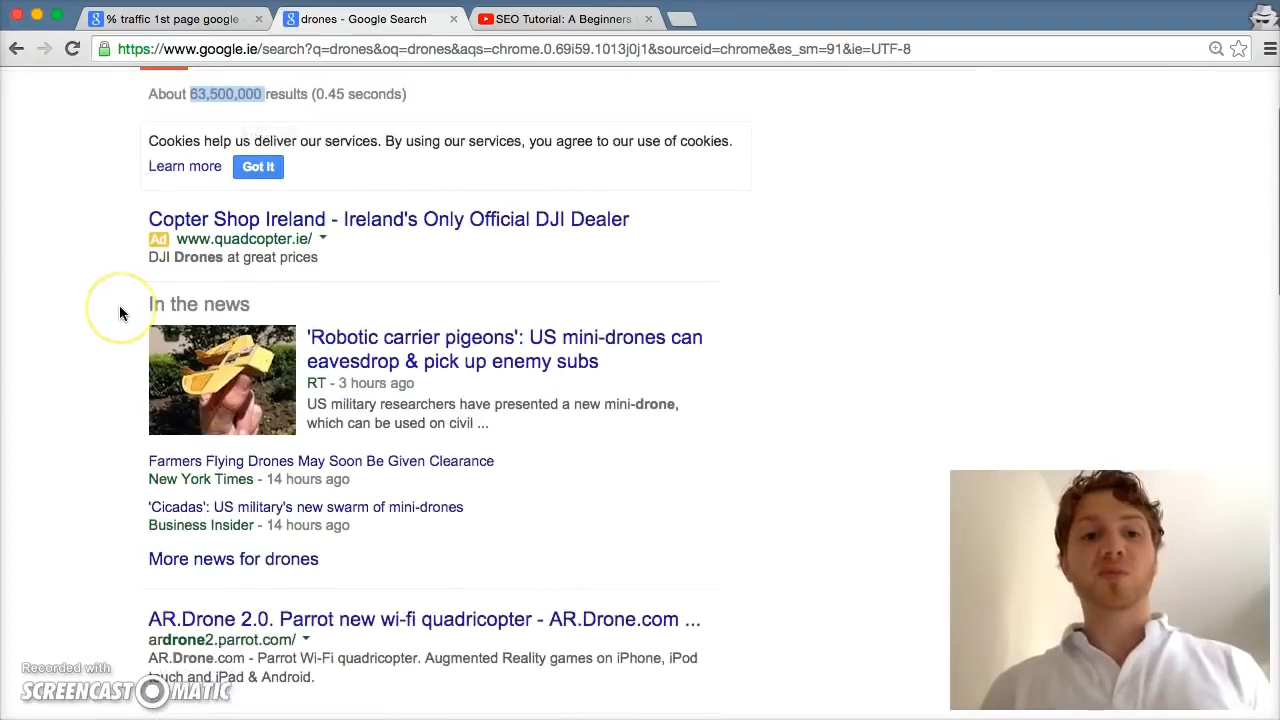 % traffic 1st page google
drones - Google Search
SEO Tutorial: A Beginners
https://www.google.ie/search?q=drones&oq=drones&aqs=chrome.0.69i59.1013j0j1&sourceid=chrome&es_sm=91&ie=UTF-8
About 63,500,000 results (0.45 seconds)
Cookies help us deliver our services. By using our services, you agree to our use of cookies.
Learn more Got it
Copter Shop Ireland - Ireland's Only Official DJI Dealer
Ad www.quadcopter.ie/
DJI Drones at great prices
In the news
'Robotic carrier pigeons': US mini-drones can
eavesdrop & pick up enemy subs
RT - 3 hours ago
US military researchers have presented a new mini-drone,
which can be used on civil ...
Farmers Flying Drones May Soon Be Given Clearance
New York Times - 14 hours ago
'Cicadas': US military's new swarm of mini-drones
Business Insider - 14 hours ago
More news for drones
AR.Drone 2.0. Parrot new wi-fi quadricopter - AR.Drone.com ...
ardrone2.parrot.com/
AR.Drone.com - Parrot Wi-Fi quadricopter. Augmented Reality games on iPhone, iPod
touch and iPad & Android.
Recorded with
SCREENCAST-O-MATIC